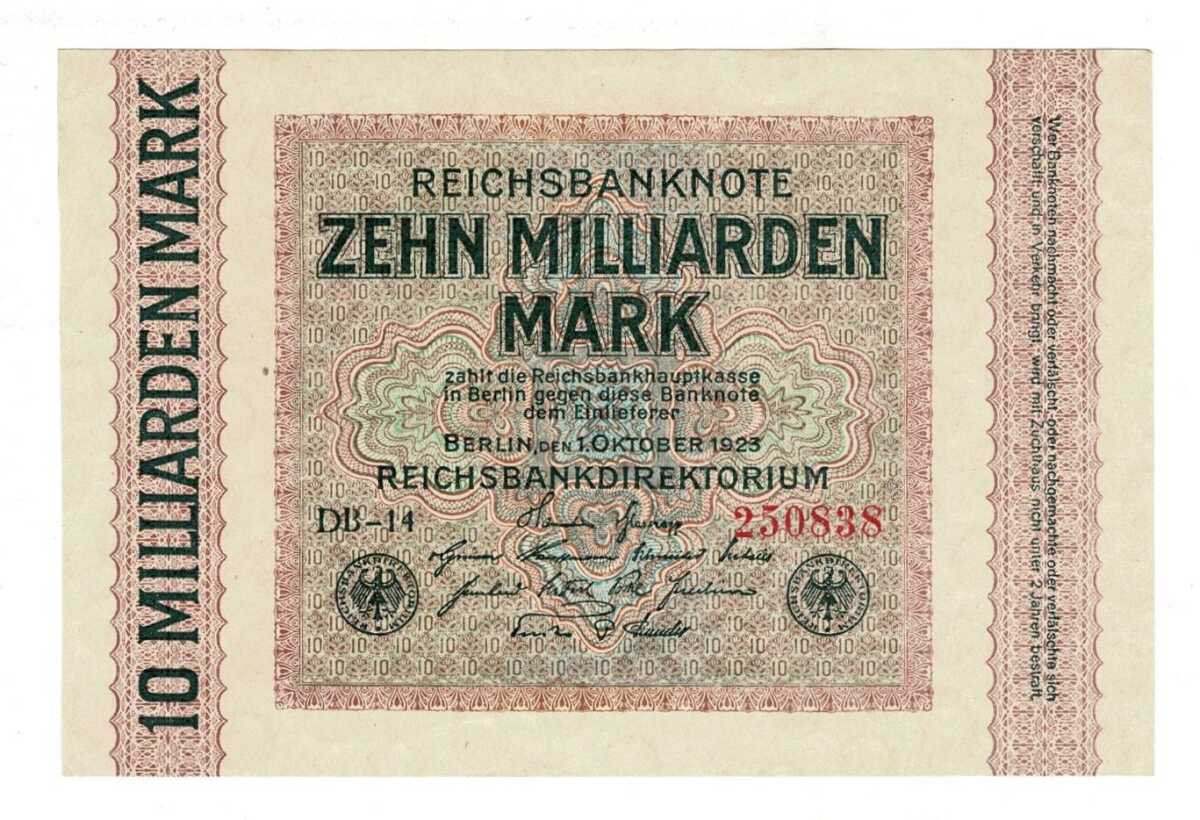 10 MILLIARDEN MARK
REICHSBANKNOTE
ZEHN MILLIARDEN
MARK
zahlt die Reichsbankhauptkasse
in Berlin gegen diese Banknote
dem Einlieferer
BERLIN, DEN 1. OKTOBER 1923
REICHSBANKDIREKTORIUM
DB-14
250838
Wer Banknoten nachmacht oder verfälscht oder nachgemachte oder verfälschte sich
verschafft und in Verkehr bringt, wird mit Zuchthaus nicht unter 2 Jahren bestraft.